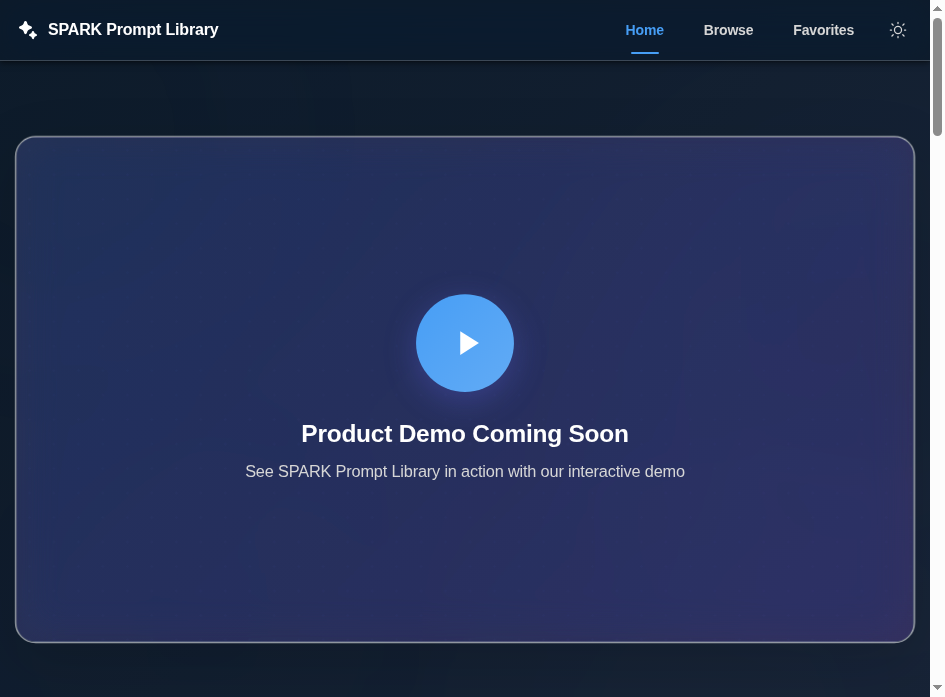 SPARK Prompt Library
Home
Browse
Favorites
Product Demo Coming Soon
See SPARK Prompt Library in action with our interactive demo